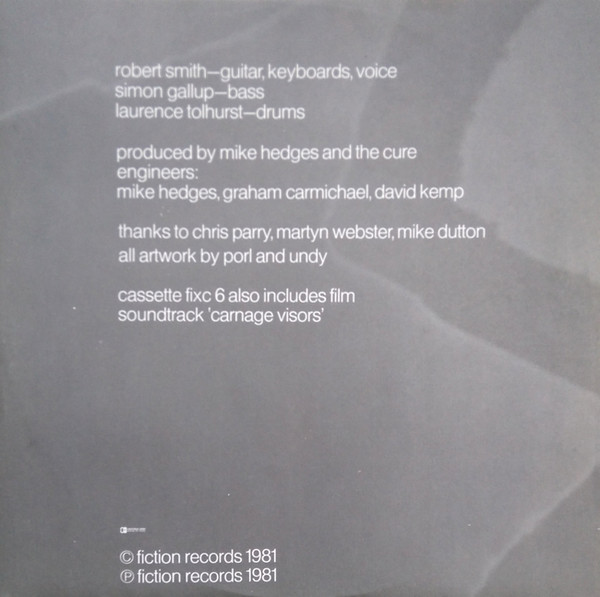 robert smith—guitar, keyboards, voice
simon gallup—bass
laurence tolhurst—drums
produced by mike hedges and the cure
engineers:
mike hedges, graham carmichael, david kemp
thanks to chris parry, martyn webster, mike dutton
all artwork by porl and undy
cassette fixc 6 also includes film
soundtrack 'carnage visors'
© fiction records 1981
℗ fiction records 1981